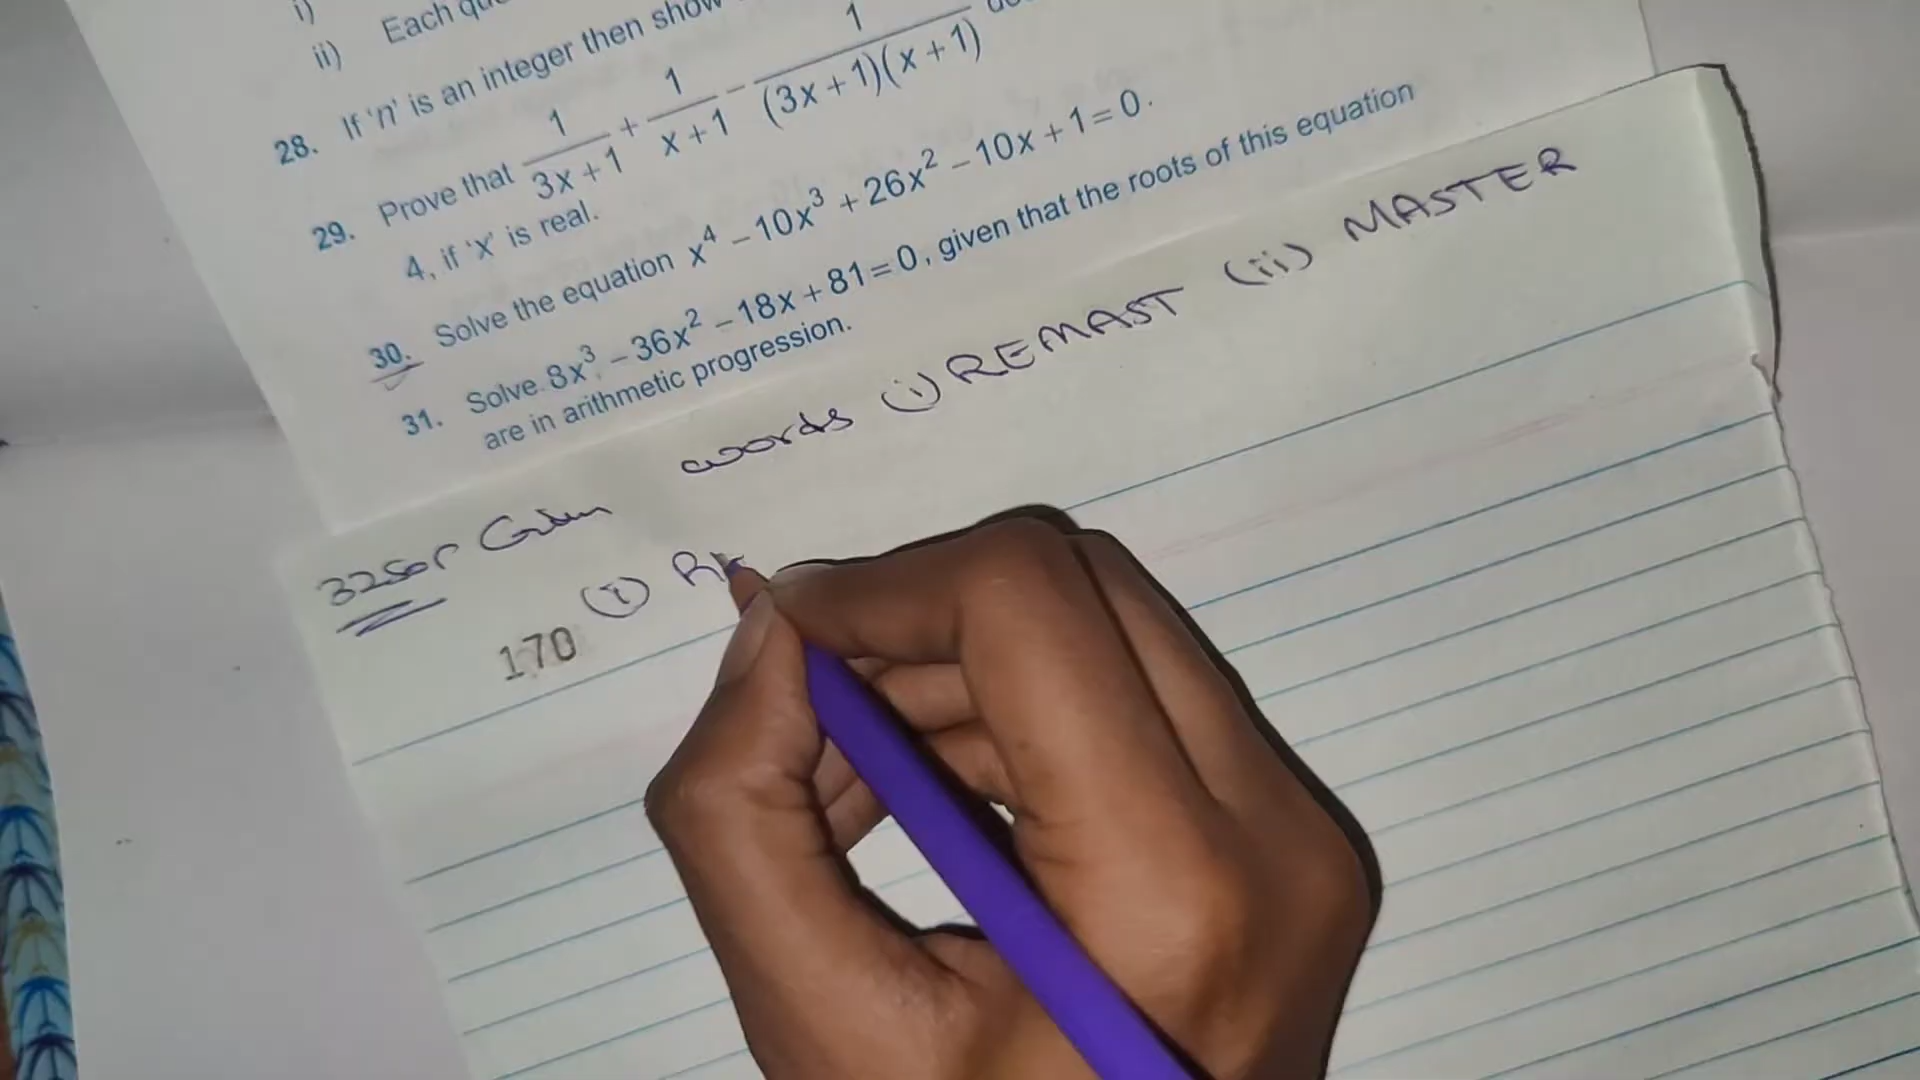 i)
ii) Each
28. If 'n' is an integer then show
29. Prove that 1/(3x + 1) + 1/(x + 1) − 1/((3x + 1)(x + 1))
4, if 'x' is real.
30. Solve the equation x⁴ − 10x³ + 26x² − 10x + 1 = 0.
31. Solve 8x³ − 36x² − 18x + 81 = 0, given that the roots of this equation
are in arithmetic progression.
words (i) REMAST (ii) MASTER
(i) R
170